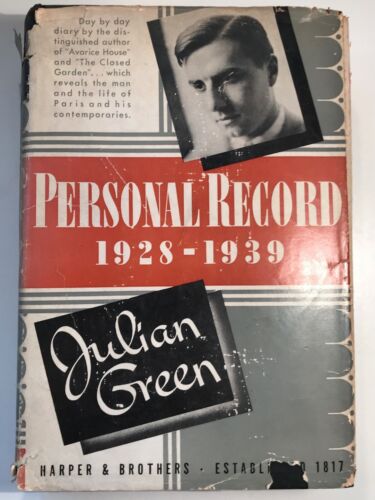 Day by day
diary by the dis-
tinguished author
of "Avarice House"
and "The Closed
Garden"... which
reveals the man
and the life of
Paris and his
contemporaries.
PERSONAL RECORD
1928-1939
Julian
Green
HARPER & BROTHERS · ESTABLISHED 1817